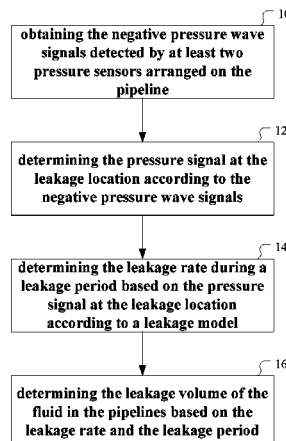 10
obtaining the negative pressure wave
signals detected by at least two
pressure sensors arranged on the
pipeline
12
determining the pressure signal at the
leakage location according to the
negative pressure wave signals
14
determining the leakage rate during a
leakage period based on the pressure
signal at the leakage location
according to a leakage model
16
determining the leakage volume of the
fluid in the pipelines based on the
leakage rate and the leakage period